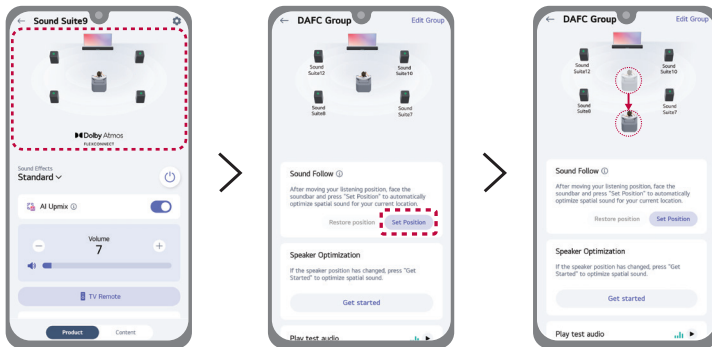 ← Sound Suite9
Dolby Atmos
FLEXCONNECT
Sound Effects
Standard
AI Upmix
Volume
7
− +
TV Remote
Product Content
← DAFC Group Edit Group
Sound Suite12 Sound Suite10
Sound Suite8 Sound Suite7
Sound Follow
After moving your listening position, face the
soundbar and press "Set Position" to automatically
optimize spatial sound for your current location.
Restore position Set Position
Speaker Optimization
If the speaker position has changed, press "Get
Started" to optimize spatial sound.
Get started
Play test audio
← DAFC Group Edit Group
Sound Suite12 Sound Suite10
Sound Suite6 Sound Suite7
Sound Follow
After moving your listening position, face the
soundbar and press "Set Position" to automatically
optimize spatial sound for your current location.
Restore position Set Position
Speaker Optimization
If the speaker position has changed, press "Get
Started" to optimize spatial sound.
Get started
Play test audio